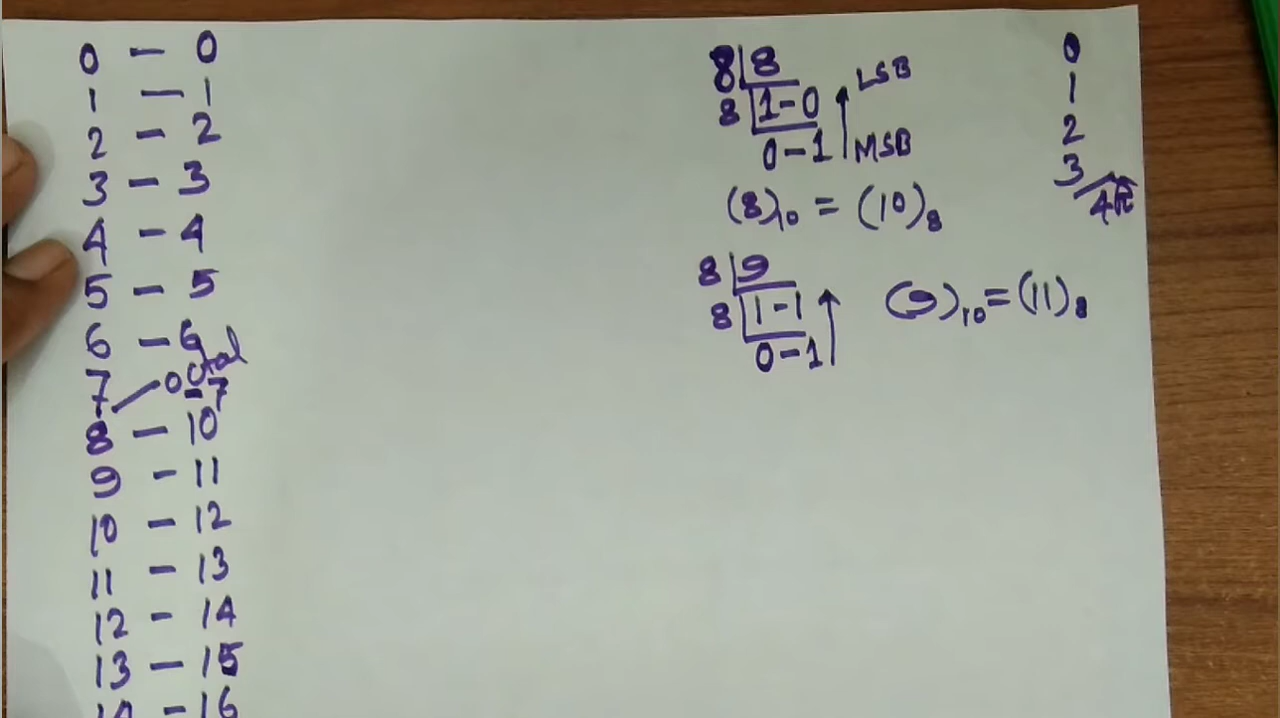 0 - 0
1 - 1
2 - 2
3 - 3
4 - 4
5 - 5
6 - 6
octal
7 - 7
8 - 10
9 - 11
10 - 12
11 - 13
12 - 14
13 - 15
14 - 16
8 | 8
8 | 1 - 0 LSB
0 - 1 MSB
(8)10 = (10)8
8 | 9
8 | 1 - 1
0 - 1
(9)10 = (11)8
0
1
2
3